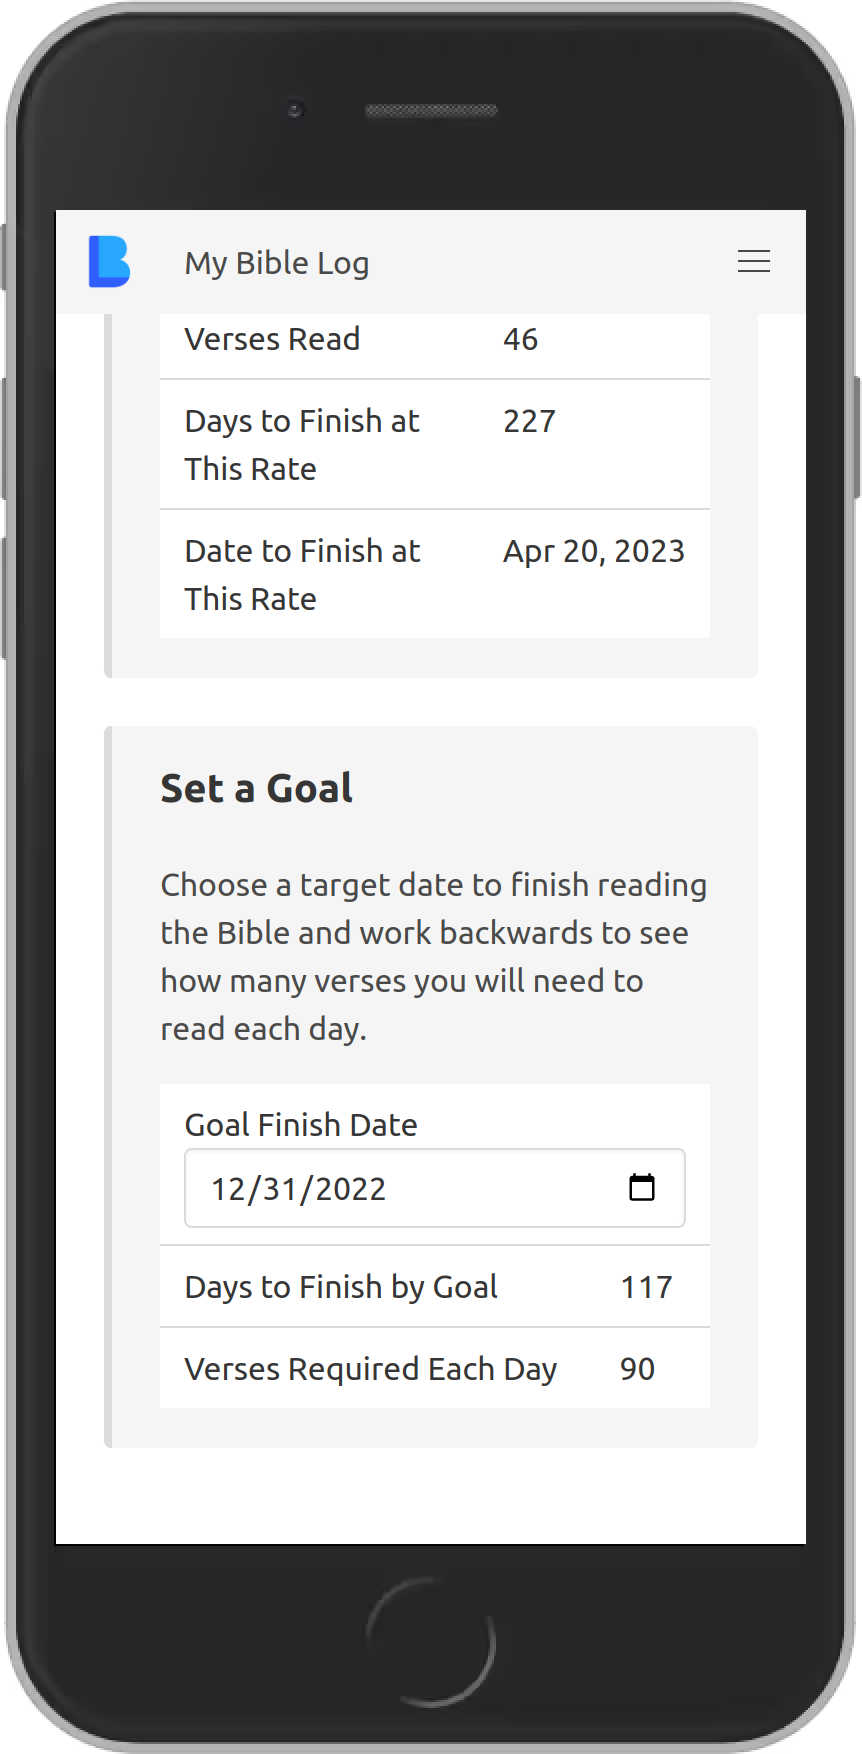 My Bible Log
Verses Read 46
Days to Finish at 227
This Rate
Date to Finish at Apr 20, 2023
This Rate
Set a Goal
Choose a target date to finish reading
the Bible and work backwards to see
how many verses you will need to
read each day.
Goal Finish Date
12/31/2022
Days to Finish by Goal 117
Verses Required Each Day 90